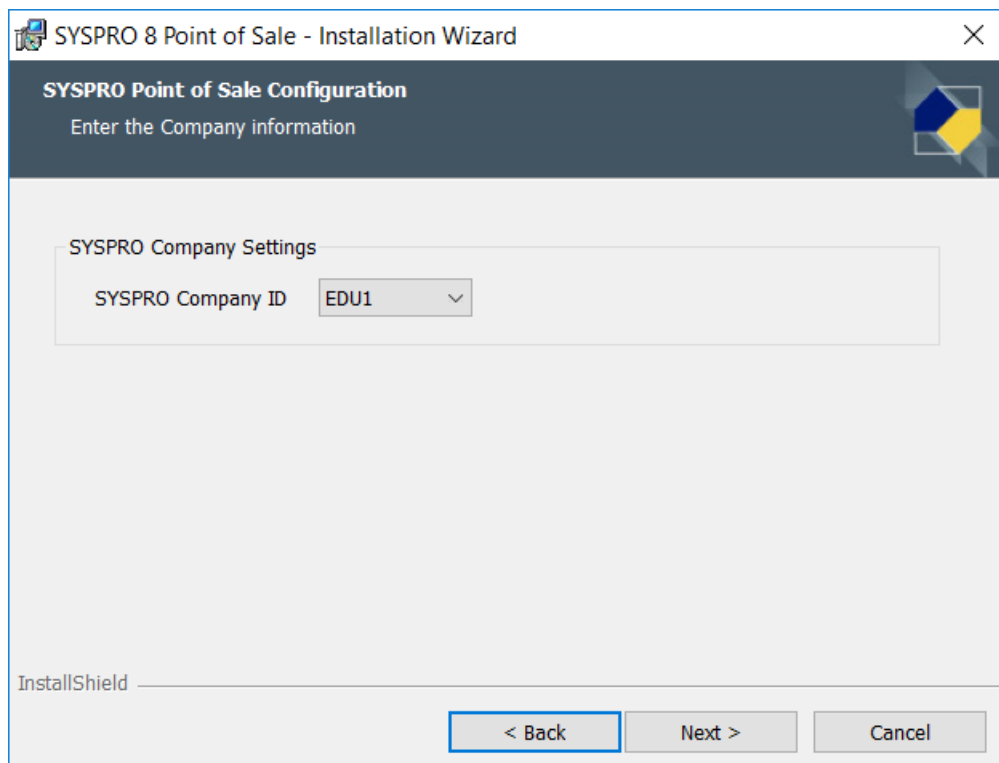 SYSPRO 8 Point of Sale - Installation Wizard
SYSPRO Point of Sale Configuration
Enter the Company information
SYSPRO Company Settings
SYSPRO Company ID EDU1
InstallShield
< Back Next > Cancel